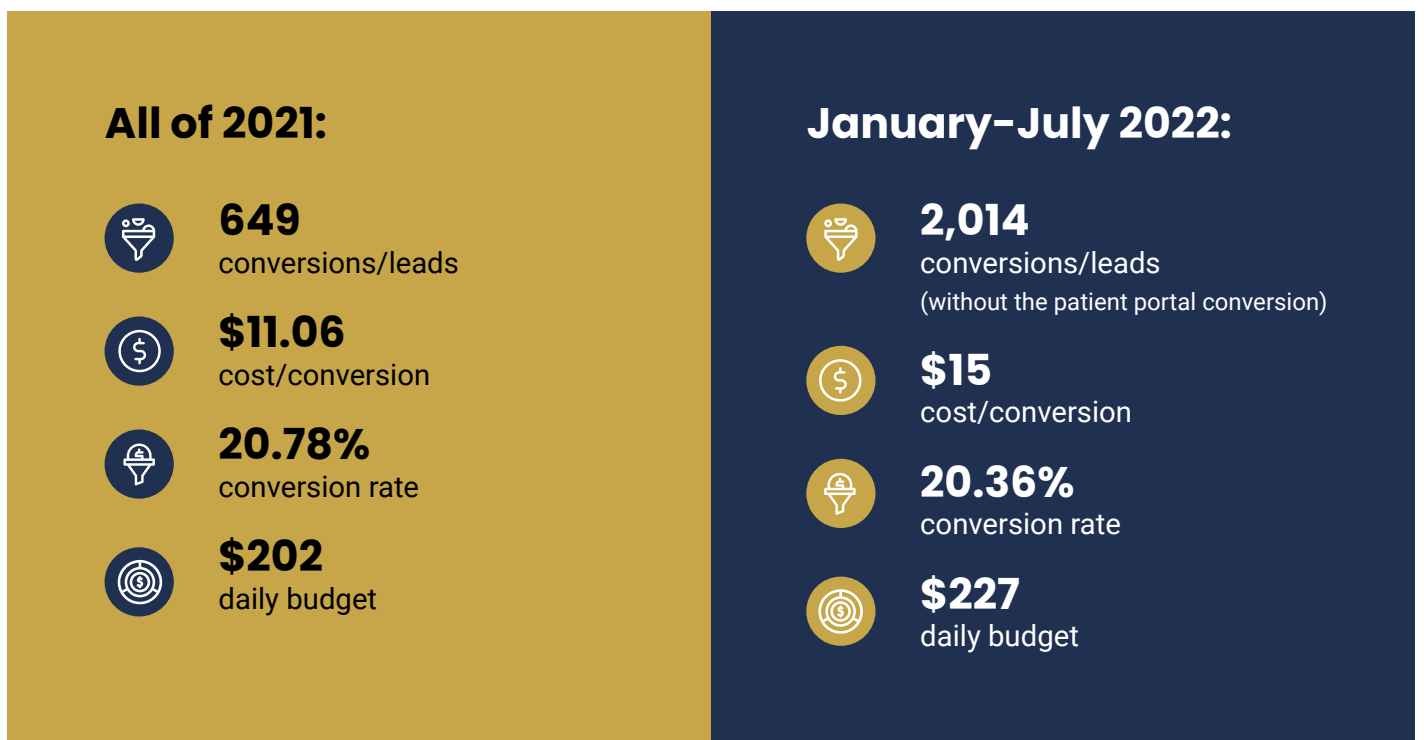 All of 2021:
649
conversions/leads
$11.06
cost/conversion
20.78%
conversion rate
$202
daily budget
January-July 2022:
2,014
conversions/leads
(without the patient portal conversion)
$15
cost/conversion
20.36%
conversion rate
$227
daily budget